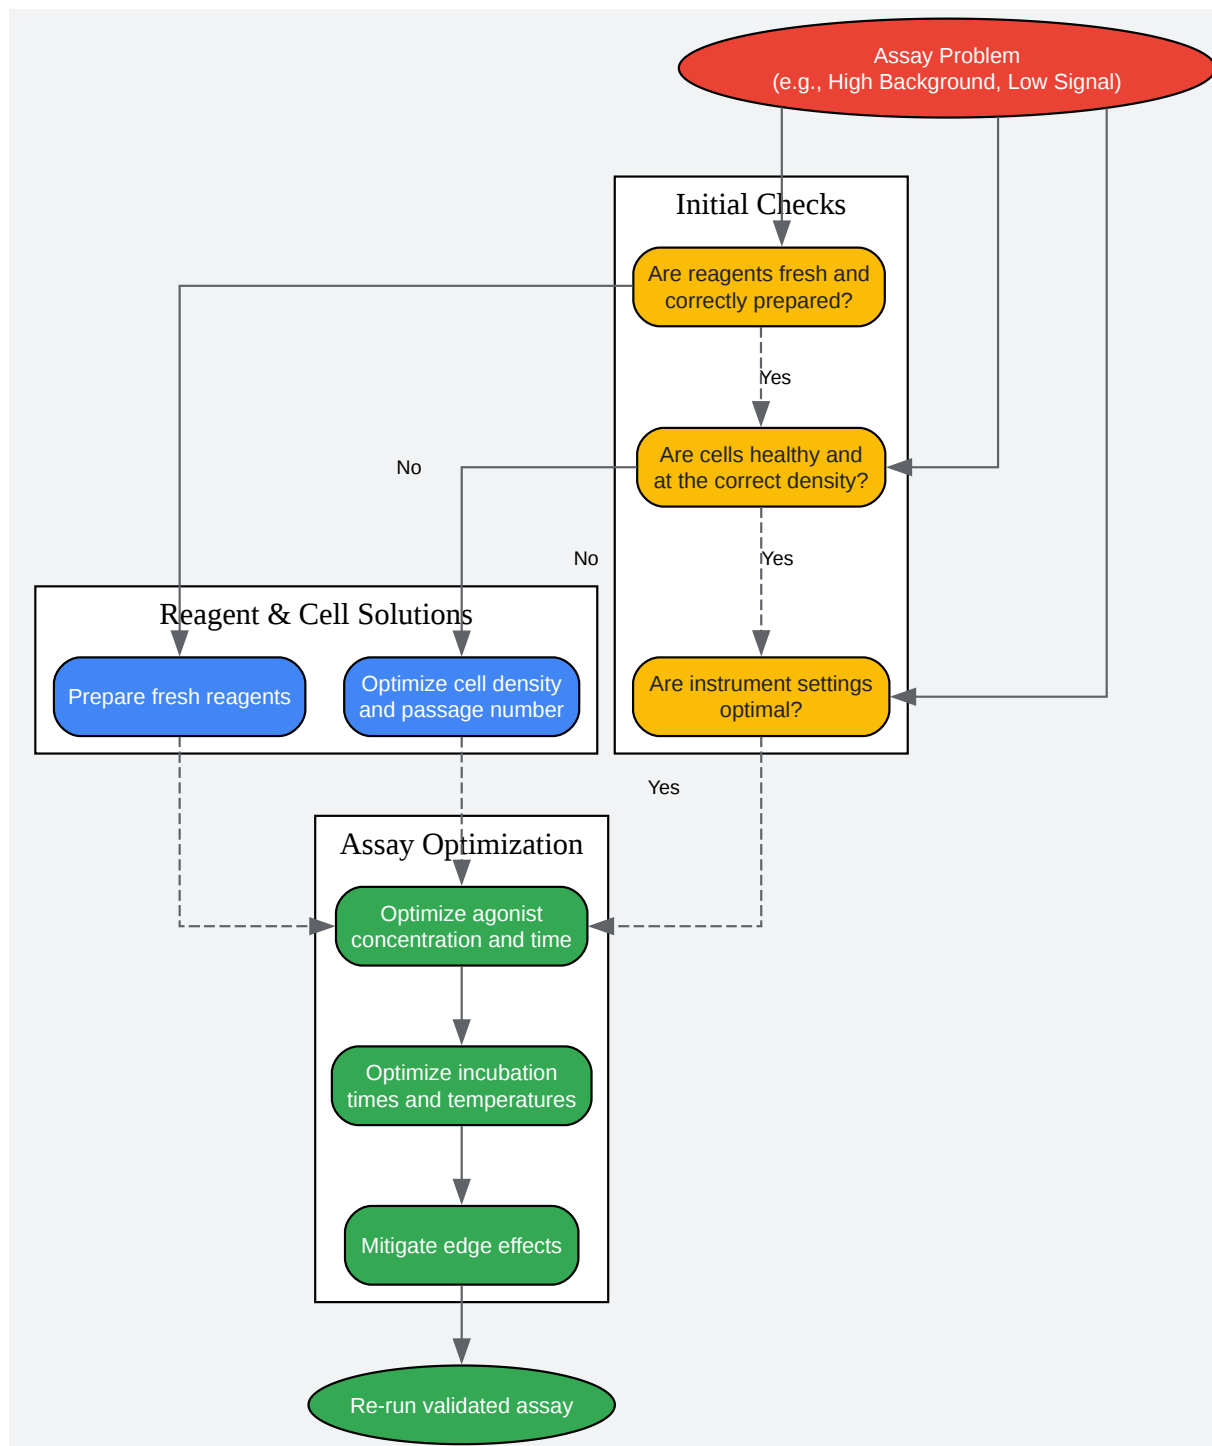 Assay Problem
(e.g., High Background, Low Signal)
Initial Checks
Are reagents fresh and
correctly prepared?
Yes
Are cells healthy and
at the correct density?
No
No
Yes
Reagent & Cell Solutions
Prepare fresh reagents
Optimize cell density
and passage number
Are instrument settings
optimal?
Yes
Assay Optimization
Optimize agonist
concentration and time
Optimize incubation
times and temperatures
Mitigate edge effects
Re-run validated assay